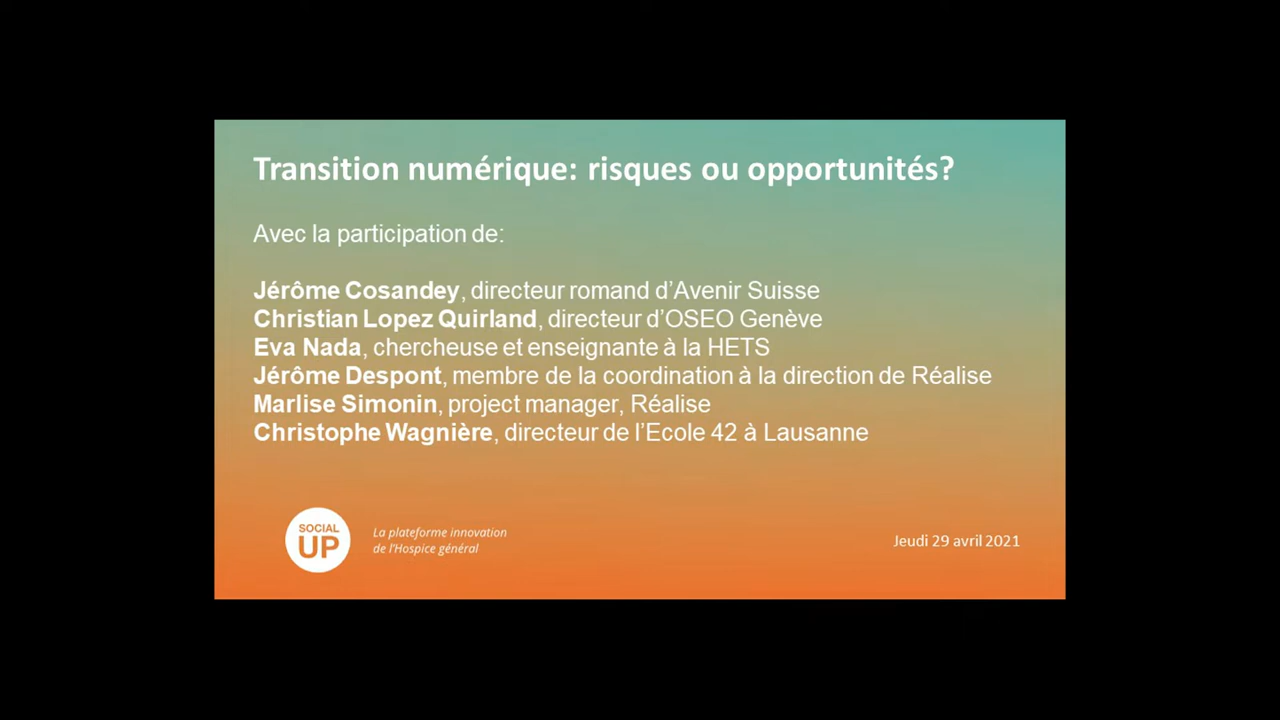 Transition numérique: risques ou opportunités?
Avec la participation de:
Jérôme Cosandey, directeur romand d’Avenir Suisse
Christian Lopez Quirland, directeur d’OSEO Genève
Eva Nada, chercheuse et enseignante à la HETS
Jérôme Despont, membre de la coordination à la direction de Réalise
Marlise Simonin, project manager, Réalise
Christophe Wagnière, directeur de l’Ecole 42 à Lausanne
SOCIAL
UP
La plateforme innovation
de l’Hospice général
Jeudi 29 avril 2021